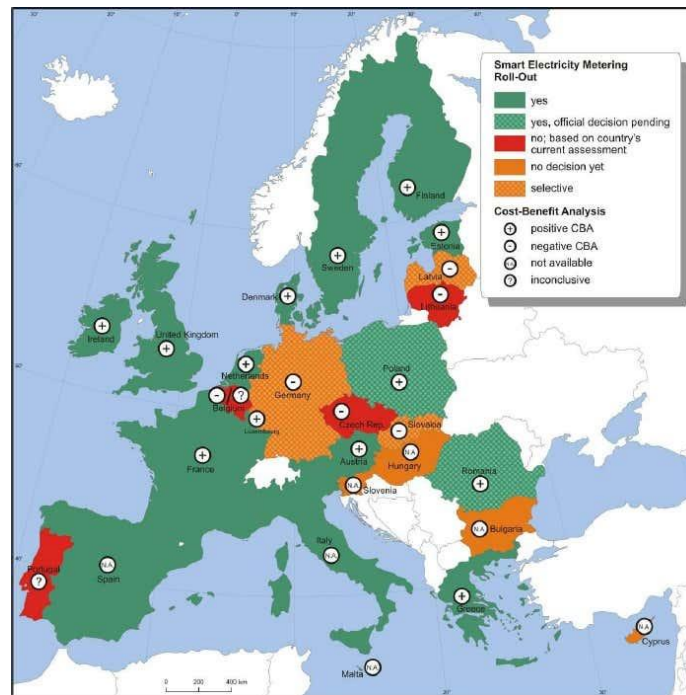 Smart Electricity Metering
Roll-Out
yes
yes, official decision pending
no; based on country's
current assessment
no decision yet
selective
Cost-Benefit Analysis
+ positive CBA
- negative CBA
N.A not available
? inconclusive
+
Finland
+
Estonia
+
Sweden
-
Latvia
-
Lithuania
Denmark +
+
Ireland
United Kingdom
+
+
Netherlands
+
Poland
- / ?
Belgium
-
Germany
+
Luxembourg
-
Czech Rep.
- Slovakia
+
Austria
N.A
Hungary
+
France
N.A Slovenia
Romania
+
N.A Bulgaria
Italy
N.A
Portugal
?
N.A
Spain
+
Greece
N.A
Cyprus
Malta N.A
0 200 400 km